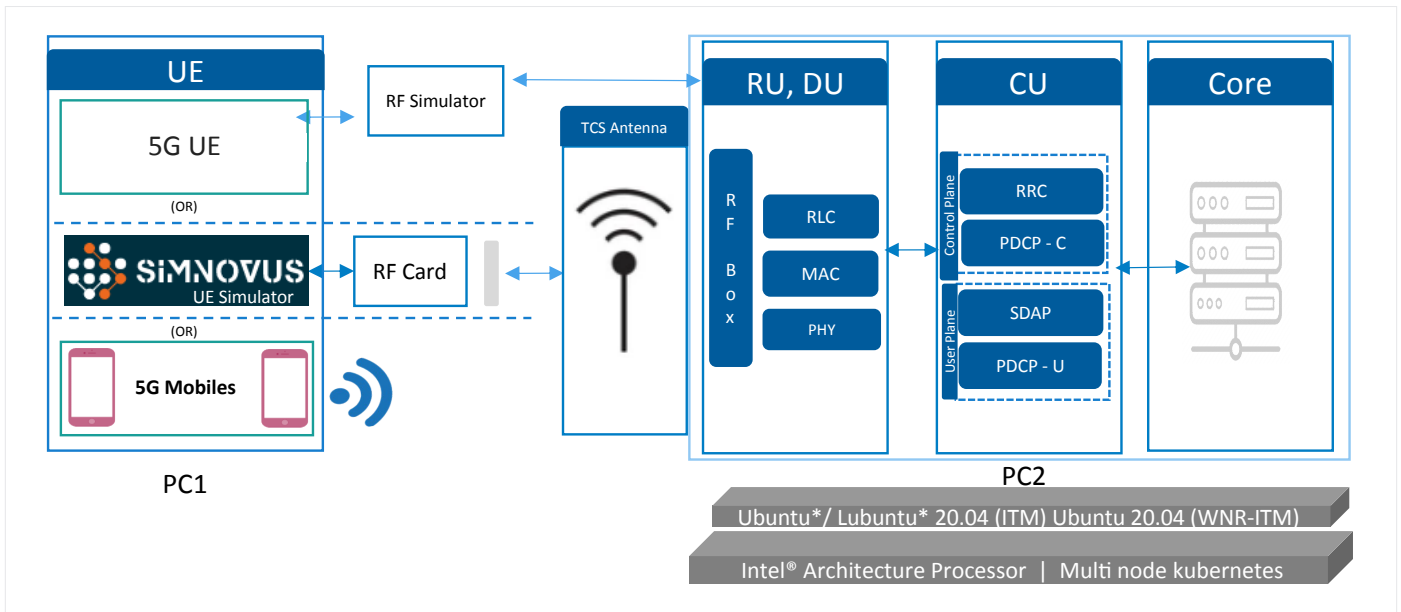 UE
5G UE
(OR)
SIMNOVUS
UE Simulator
(OR)
5G Mobiles
PC1
RF Simulator
RF Card
TCS Antenna
RU, DU
R
F
B
o
x
RLC
MAC
PHY
CU
Control Plane
RRC
PDCP - C
User Plane
SDAP
PDCP - U
Core
PC2
Ubuntu*/ Lubuntu* 20.04 (ITM) Ubuntu 20.04 (WNR-ITM)
Intel® Architecture Processor | Multi node kubernetes